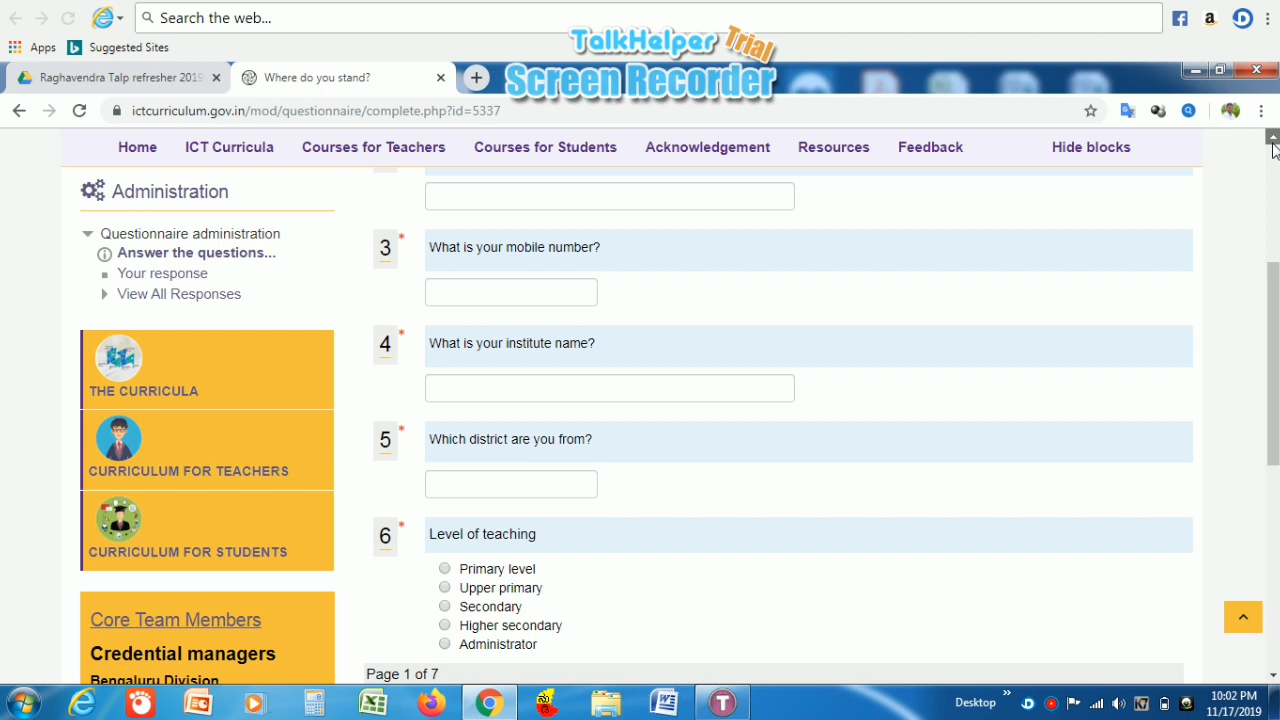 Search the web...
Apps
Suggested Sites
TalkHelper Trial
Screen Recorder
Raghavendra Talp refresher 2019
Where do you stand?
ictcurriculum.gov.in/mod/questionnaire/complete.php?id=5337
Home
ICT Curricula
Courses for Teachers
Courses for Students
Acknowledgement
Resources
Feedback
Hide blocks
Administration
Questionnaire administration
Answer the questions...
Your response
View All Responses
THE CURRICULA
CURRICULUM FOR TEACHERS
CURRICULUM FOR STUDENTS
Core Team Members
Credential managers
Bengaluru Division
3 * What is your mobile number?
4 * What is your institute name?
5 * Which district are you from?
6 * Level of teaching
Primary level
Upper primary
Secondary
Higher secondary
Administrator
Page 1 of 7
Desktop
10:02 PM
11/17/2019